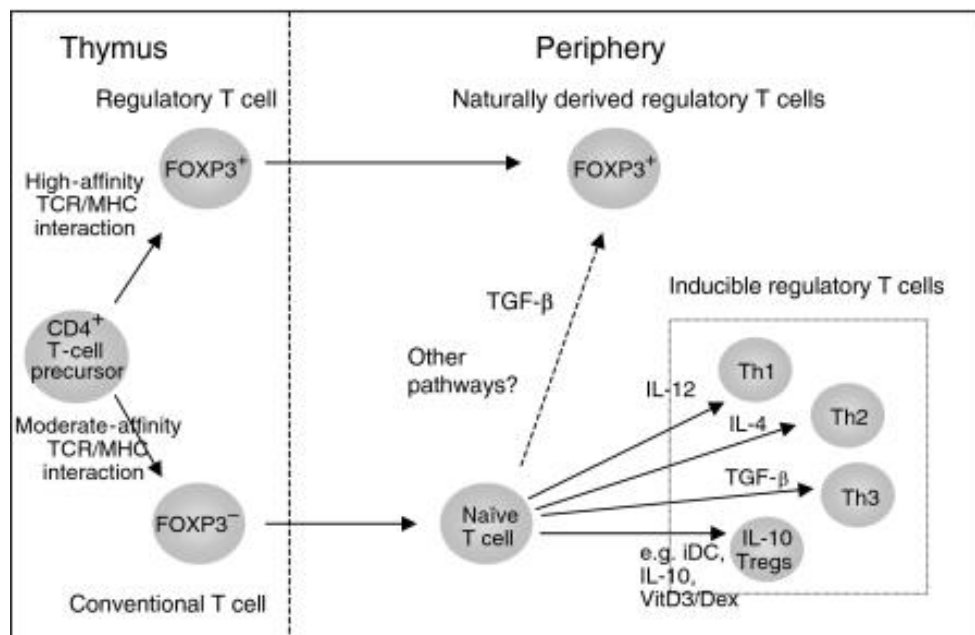 Thymus
Periphery
Regulatory T cell
Naturally derived regulatory T cells
FOXP3⁺
FOXP3⁺
High-affinity
TCR/MHC
interaction
CD4⁺
T-cell
precursor
Moderate-affinity
TCR/MHC
interaction
FOXP3⁻
Conventional T cell
TGF-β
Other
pathways?
Naïve
T cell
Inducible regulatory T cells
IL-12
Th1
IL-4
Th2
TGF-β
Th3
e.g. iDC,
IL-10,
VitD3/Dex
IL-10
Tregs